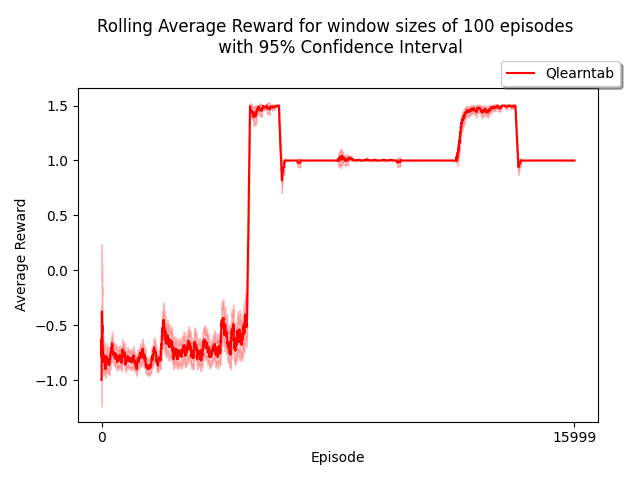 Rolling Average Reward for window sizes of 100 episodes
with 95% Confidence Interval
Qlearntab
1.5
1.0
0.5
0.0
−0.5
−1.0
Average Reward
0
15999
Episode